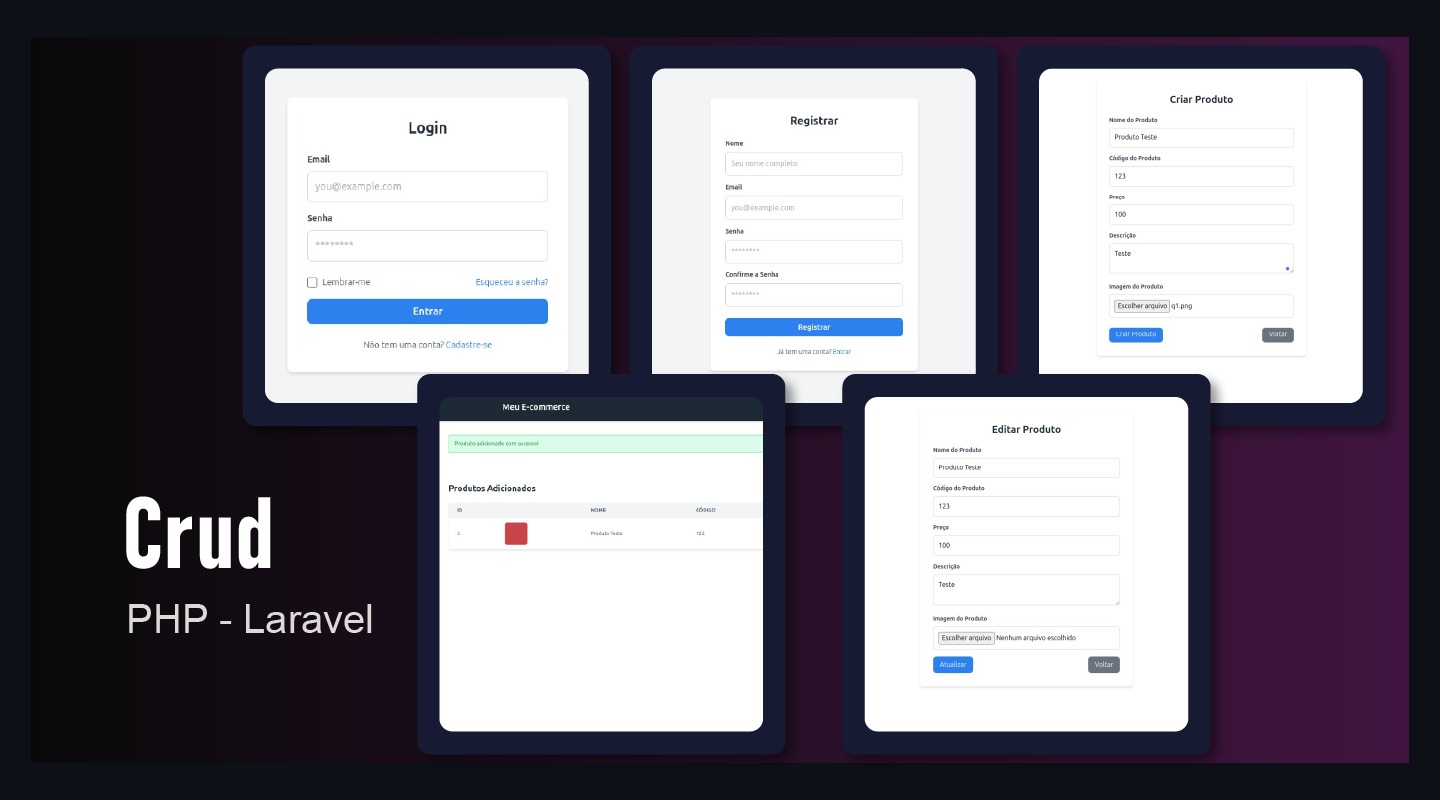 Login
Email
you@example.com
Senha
********
Lembrar-me
Esqueceu a senha?
Entrar
Não tem uma conta? Cadastre-se
Registrar
Nome
Seu nome completo
Email
you@example.com
Senha
********
Confirme a Senha
********
Registrar
Já tem uma conta? Entrar
Criar Produto
Nome do Produto
Produto Teste
Código do Produto
123
Preço
100
Descrição
Teste
Imagem do Produto
Escolher arquivo q1.png
Criar Produto
Voltar
Meu E-commerce
Produto adicionado com sucesso!
Produtos Adicionados
ID NOME CÓDIGO
Produto Teste 123
Editar Produto
Nome do Produto
Produto Teste
Código do Produto
123
Preço
100
Descrição
Teste
Imagem do Produto
Escolher arquivo Nenhum arquivo escolhido
Atualizar
Voltar
Crud
PHP - Laravel